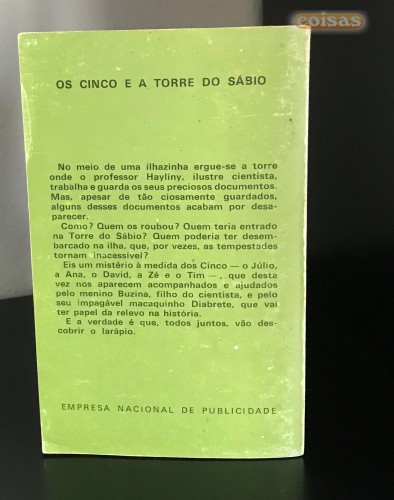 coisas
OS CINCO E A TORRE DO SÁBIO
No meio de uma ilhazinha ergue-se a torre
onde o professor Hayliny, ilustre cientista,
trabalha e guarda os seus preciosos documentos.
Mas, apesar de tão ciosamente guardados,
alguns desses documentos acabam por desa-
parecer.
Como? Quem os roubou? Quem teria entrado
na Torre do Sábio? Quem poderia ter desem-
barcado na ilha, que, por vezes, as tempestades
tornam inacessível?
Eis um mistério à medida dos Cinco — o Júlio,
a Ana, o David, a Zé e o Tim —, que desta
vez nos aparecem acompanhados e ajudados
pelo menino Buzina, filho do cientista, e pelo
seu impagável macaquinho Diabrete, que vai
ter papel da relevo na história.
E a verdade é que, todos juntos, vão des-
cobrir o larápio.
EMPRESA NACIONAL DE PUBLICIDADE